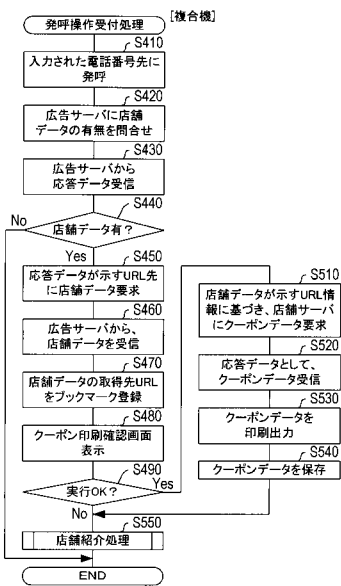 発呼操作受付処理
[複合機]
S410
入力された電話番号先に
発呼
S420
広告サーバに店舗
データの有無を問合せ
S430
広告サーバから
応答データ受信
S440
店舗データ有？
No
Yes
S450
応答データが示すURL先
に店舗データ要求
S460
広告サーバから、
店舗データを受信
S470
店舗データの取得先URL
をブックマーク登録
S480
クーポン印刷確認画面
表示
S490
実行OK？
Yes
No
S510
店舗データが示すURL情
報に基づき、店舗サーバ
にクーポンデータ要求
S520
応答データとして、
クーポンデータ受信
S530
クーポンデータを
印刷出力
S540
クーポンデータを保存
S550
店舗紹介処理
END